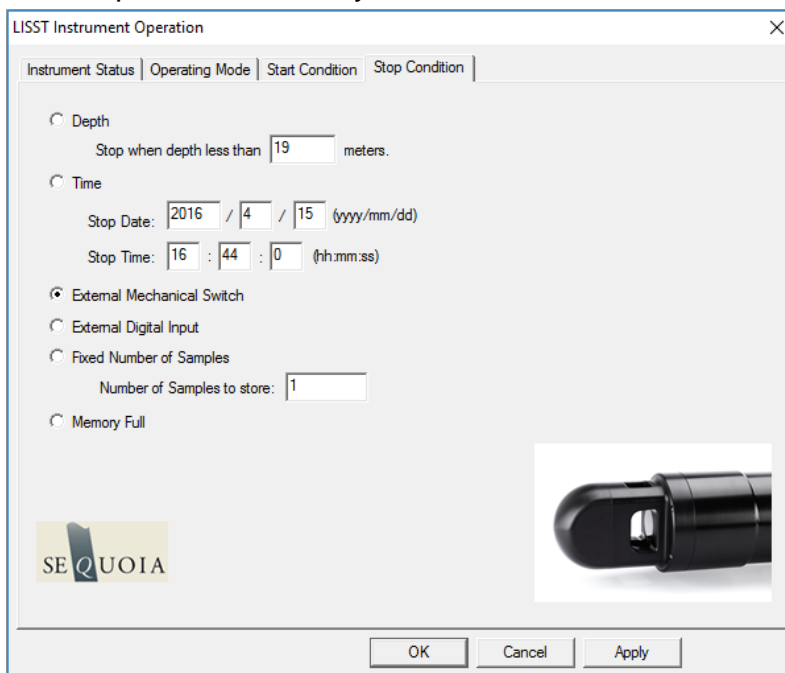 LISST Instrument Operation
Instrument Status Operating Mode Start Condition Stop Condition
Depth
Stop when depth less than 19 meters.
Time
Stop Date: 2016 / 4 / 15 (yyyy/mm/dd)
Stop Time: 16 : 44 : 0 (hh:mm:ss)
External Mechanical Switch
External Digital Input
Fixed Number of Samples
Number of Samples to store: 1
Memory Full
SEQUOIA
OK Cancel Apply